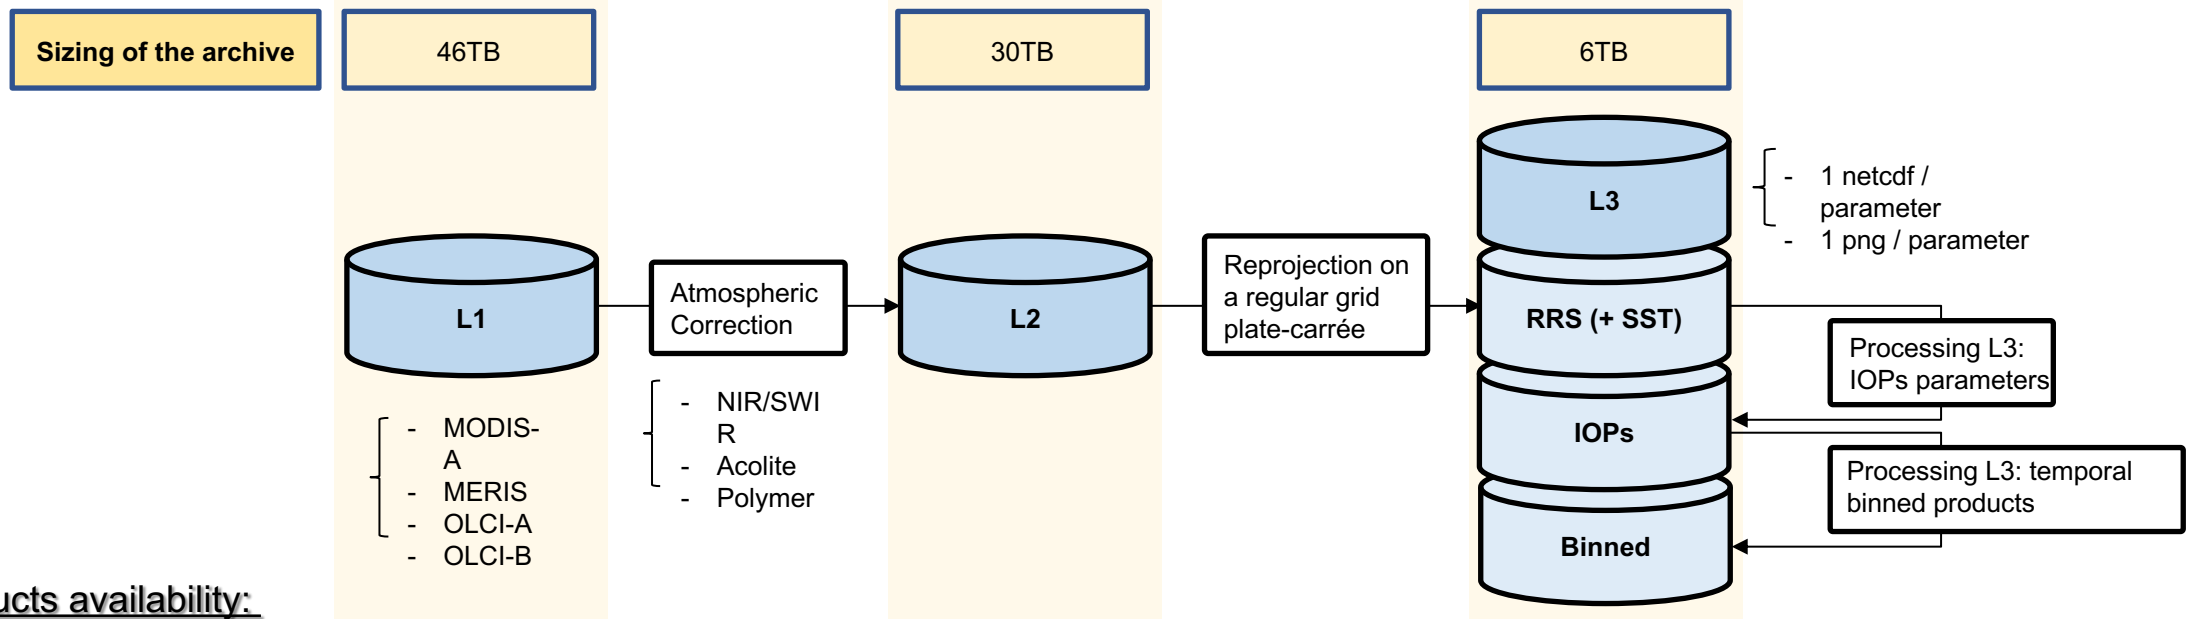 Sizing of the archive
46TB
30TB
6TB
L3
- 1 netcdf /
parameter
- 1 png / parameter
L1
Atmospheric
Correction
L2
Reprojection on
a regular grid
plate-carrée
RRS (+ SST)
Processing L3:
IOPs parameters
- MODIS-
A
- MERIS
- OLCI-A
- OLCI-B
- NIR/SWI
R
- Acolite
- Polymer
IOPs
Processing L3: temporal
binned products
Binned
ucts availability: